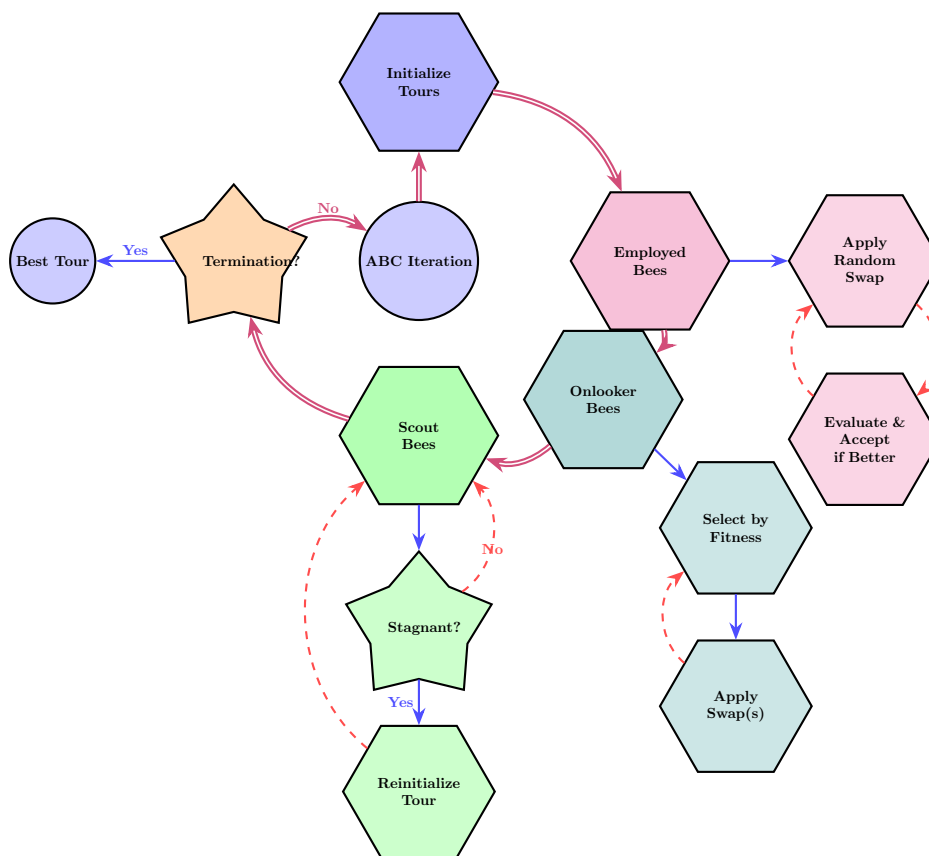 Initialize
Tours
No
Yes
Best Tour
Termination?
ABC Iteration
Employed
Bees
Apply
Random
Swap
Onlooker
Bees
Scout
Bees
Evaluate &
Accept
if Better
Select by
Fitness
No
Stagnant?
Yes
Apply
Swap(s)
Reinitialize
Tour